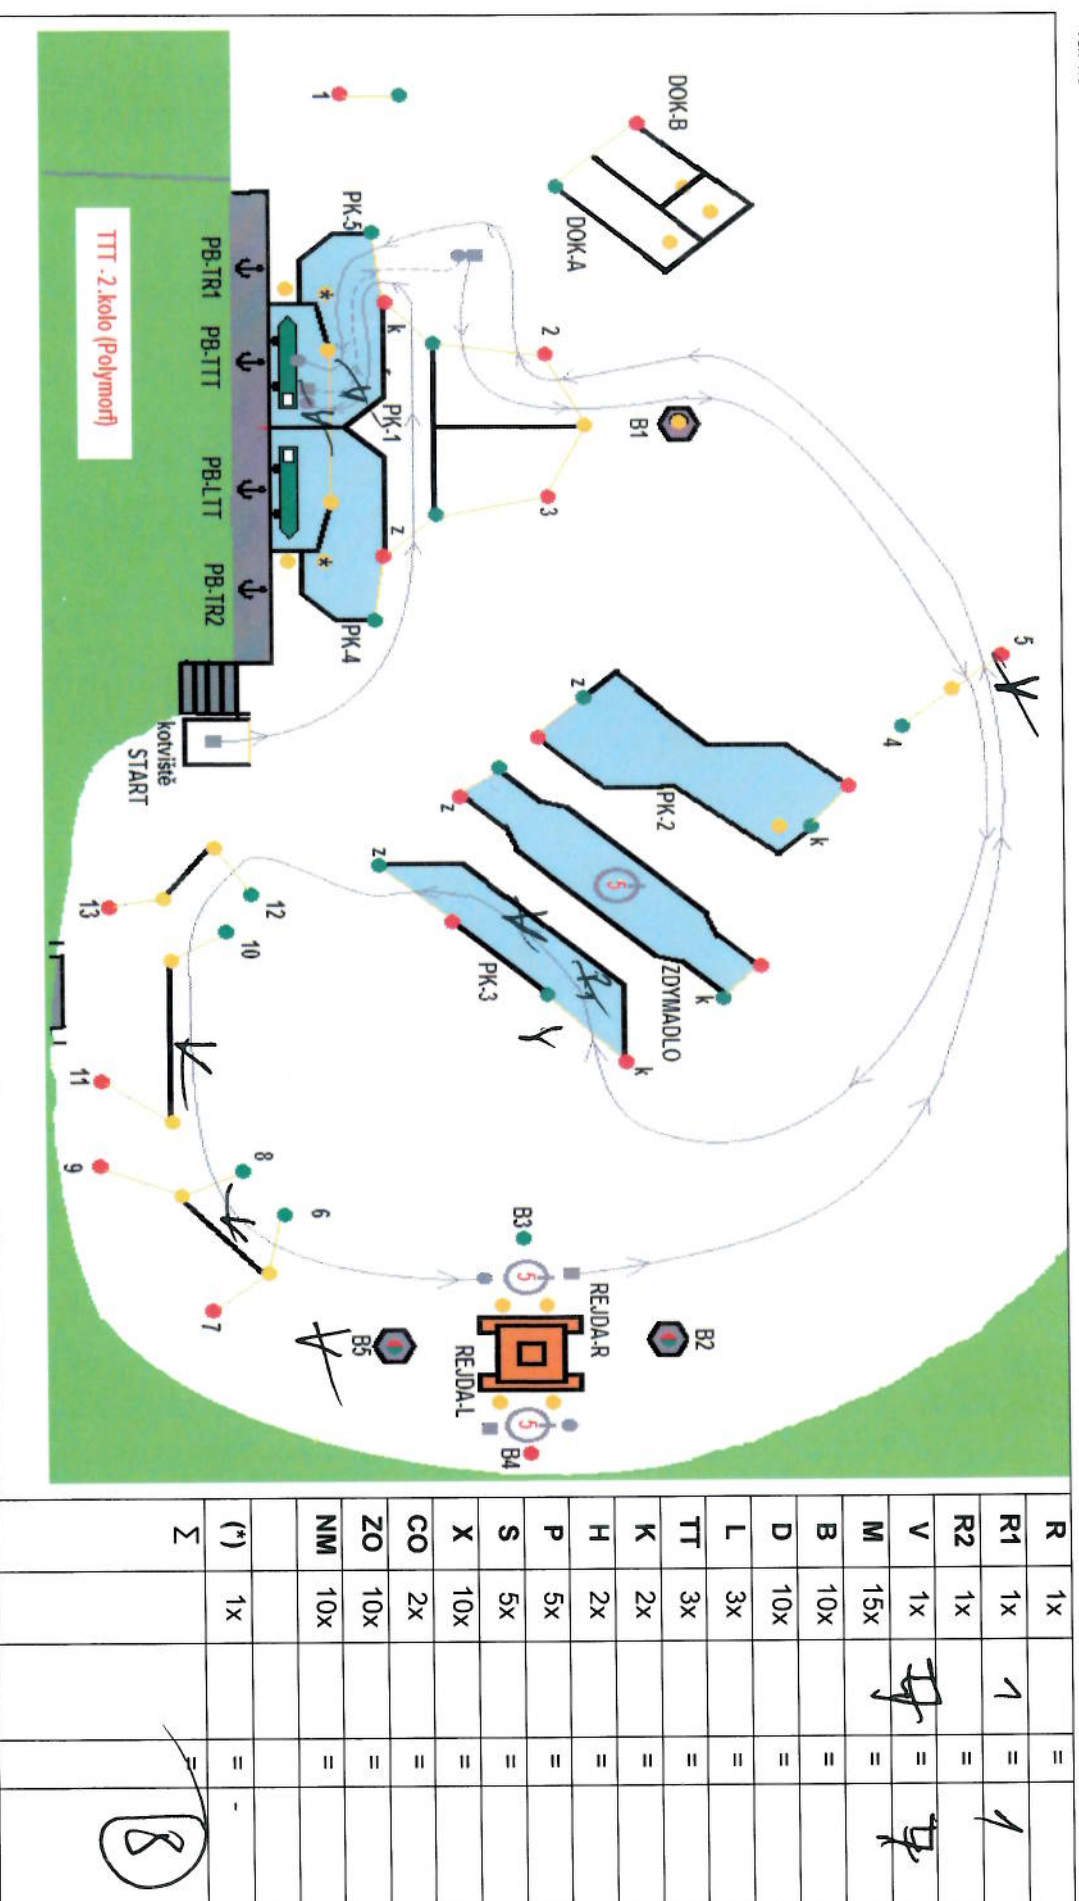 5
4
k
k
B2
DOK-B
PK-2
ZDYMADLO
B1
k
5
REJDA-R
DOK-A
z
2
3
B3
5
5
B4
PK-3
REJDA-L
z
k
PK-1
z
z
B5
PK-5
PK-4
1
6
8
12
10
*
*
PB-TR1
PB-TTT
PB-LTT
PB-TR2
7
kotviště
START
TTT -2.kolo (Polymorf)
13
11
9
R 1x =
R1 1x 1 = 1
R2 1x =
V 1x =
M 15x =
B 10x =
D 10x =
L 3x =
TT 3x =
K 2x =
H 2x =
P 5x =
S 5x =
X 10x =
CO 2x =
ZO 10x =
NM 10x =
(*) 1x = -
Σ = 8